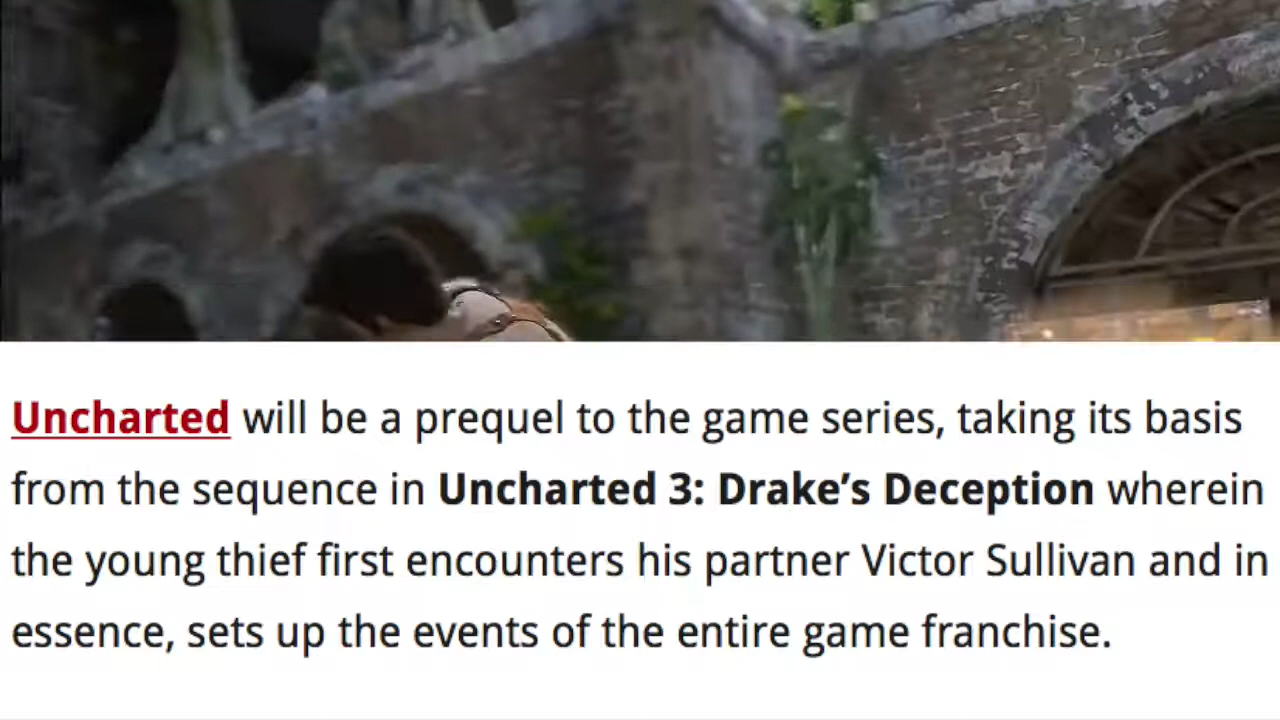 Uncharted will be a prequel to the game series, taking its basis
from the sequence in Uncharted 3: Drake’s Deception wherein
the young thief first encounters his partner Victor Sullivan and in
essence, sets up the events of the entire game franchise.